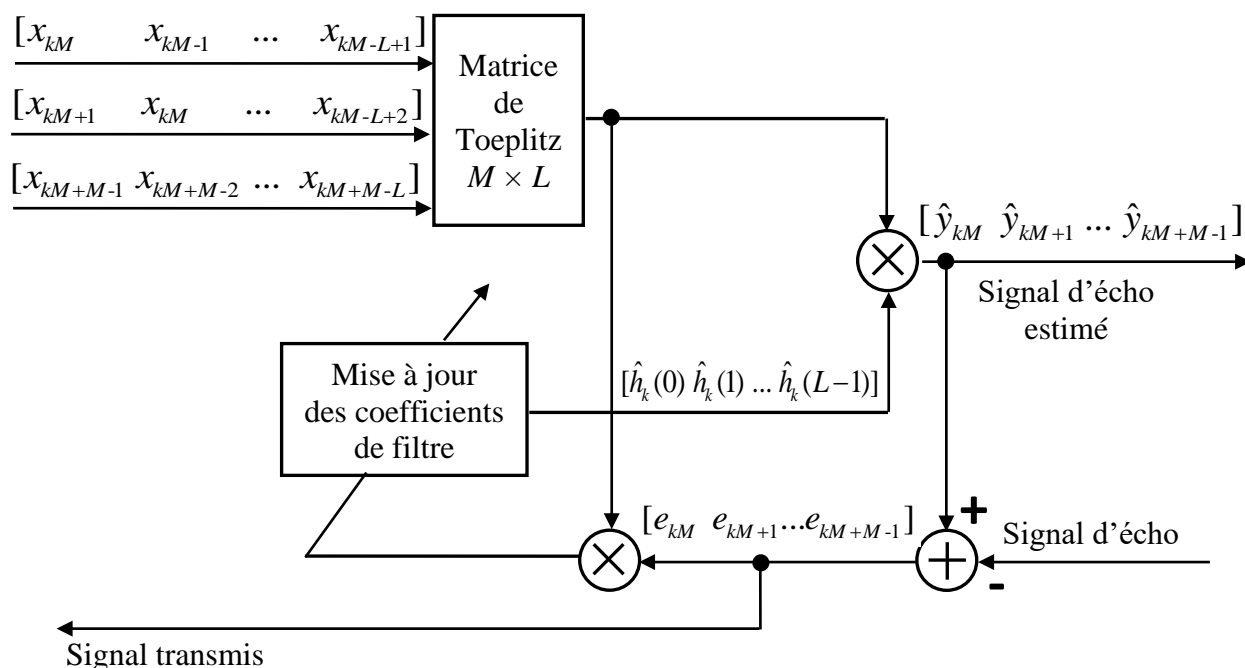 [x_{kM} x_{kM-1} ... x_{kM-L+1}]
[x_{kM+1} x_{kM} ... x_{kM-L+2}]
[x_{kM+M-1} x_{kM+M-2} ... x_{kM+M-L}]
Matrice
de
Toeplitz
M × L
[ŷ_{kM} ŷ_{kM+1} ... ŷ_{kM+M-1}]
Signal d’écho
estimé
Mise à jour
des coefficients
de filtre
[ĥ_k(0) ĥ_k(1) ... ĥ_k(L-1)]
[e_{kM} e_{kM+1}...e_{kM+M-1}]
+
Signal d’écho
-
Signal transmis